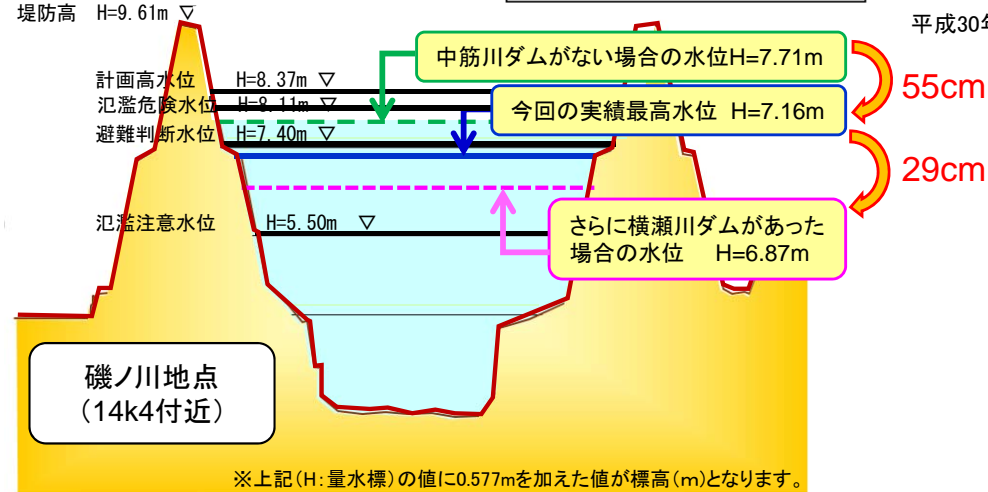 堤防高 H=9.61m ▽
平成30年
中筋川ダムがない場合の水位H=7.71m
計画高水位 H=8.37m ▽
55cm
氾濫危険水位 H=8.11m ▽
今回の実績最高水位 H=7.16m
避難判断水位 H=7.40m ▽
29cm
氾濫注意水位 H=5.50m ▽
さらに横瀬川ダムがあった
場合の水位 H=6.87m
磯ノ川地点
（14k4付近）
※上記（H：量水標）の値に0.577mを加えた値が標高（m）となります。